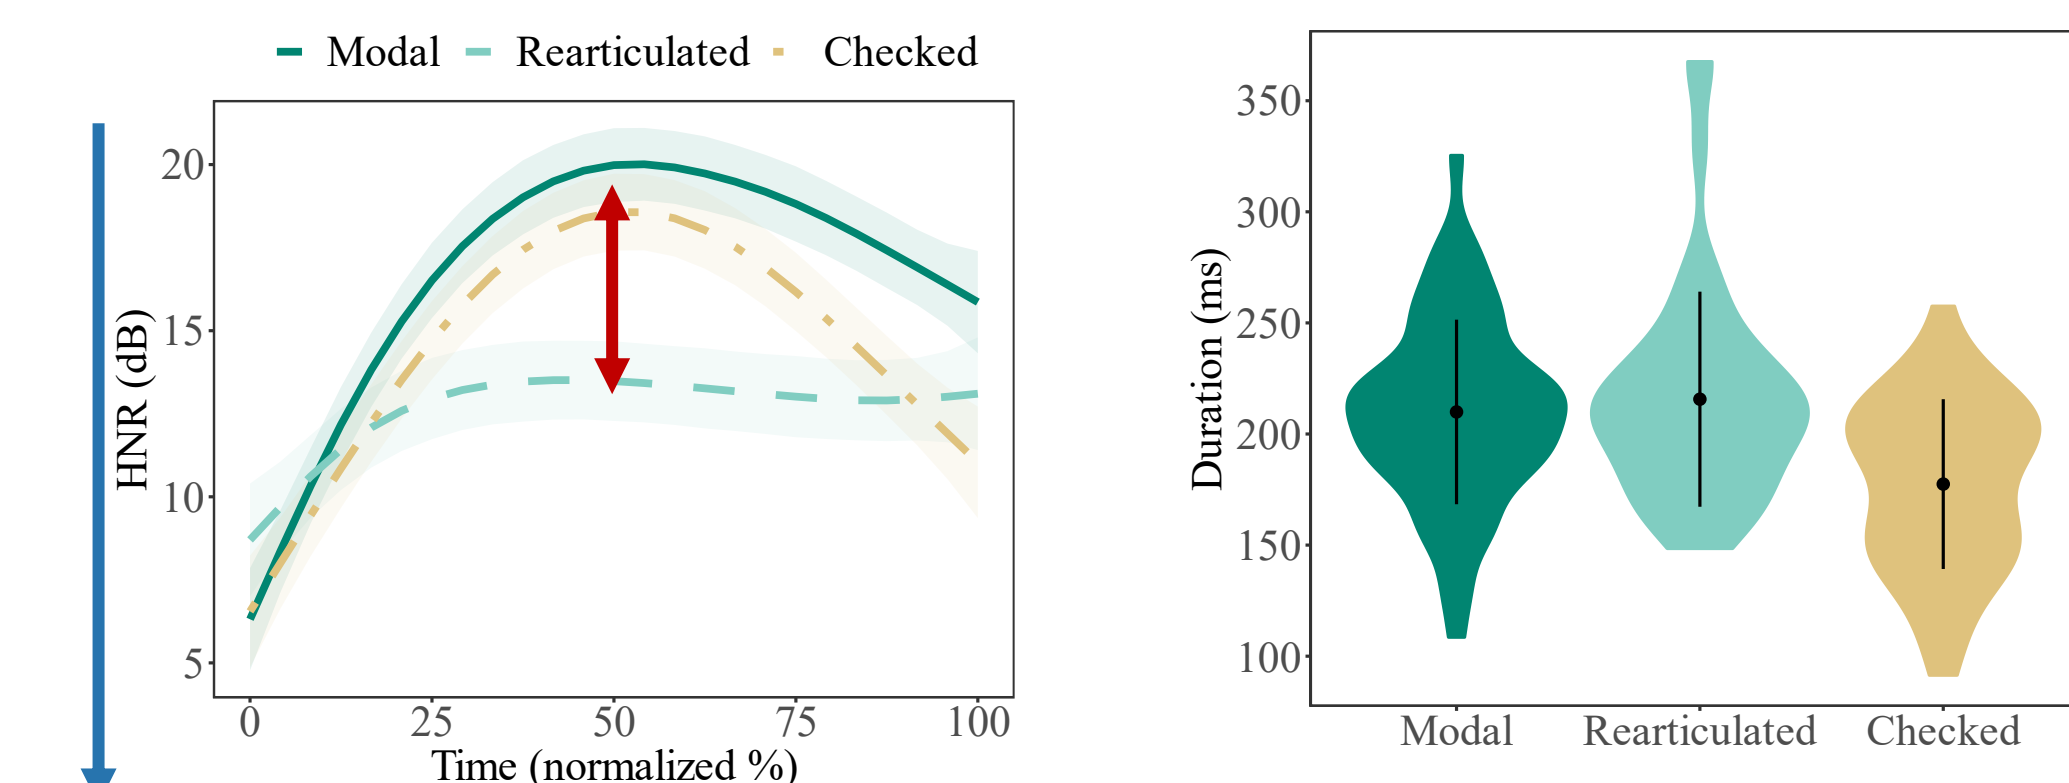 Modal Rearticulated Checked
HNR (dB)
20
15
10
5
0 25 50 75 100
Time (normalized %)
Duration (ms)
350
300
250
200
150
100
Modal Rearticulated Checked